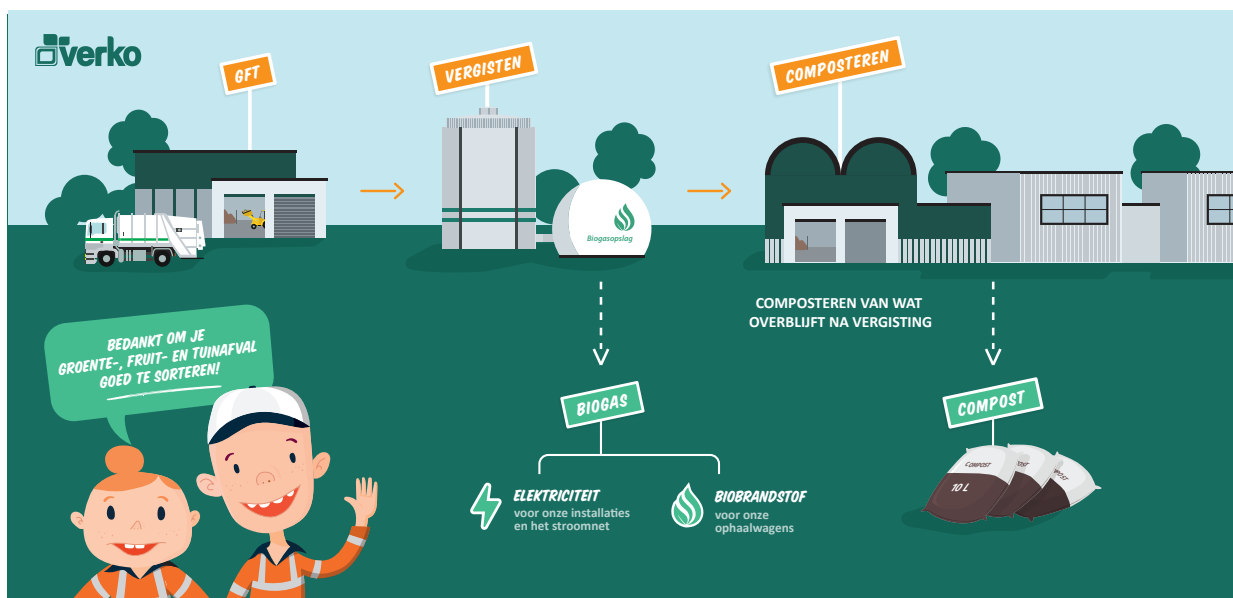 verko
GFT
VERGISTEN
COMPOSTEREN
Biogasopslag
COMPOSTEREN VAN WAT
OVERBLIJFT NA VERGISTING
BEDANKT OM JE
GROENTE-, FRUIT- EN TUINAFVAL
GOED TE SORTEREN!
BIOGAS
ELEKTRICITEIT
voor onze installaties
en het stroomnet
BIOBRANDSTOF
voor onze
ophaalwagens
COMPOST
COMPOST
10 L